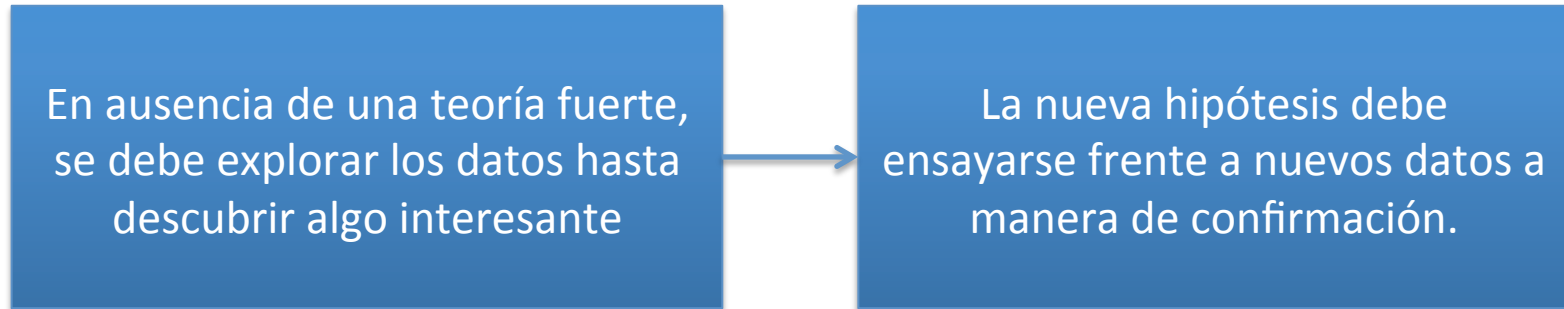 En ausencia de una teoría fuerte,
se debe explorar los datos hasta
descubrir algo interesante
La nueva hipótesis debe
ensayarse frente a nuevos datos a
manera de confirmación.